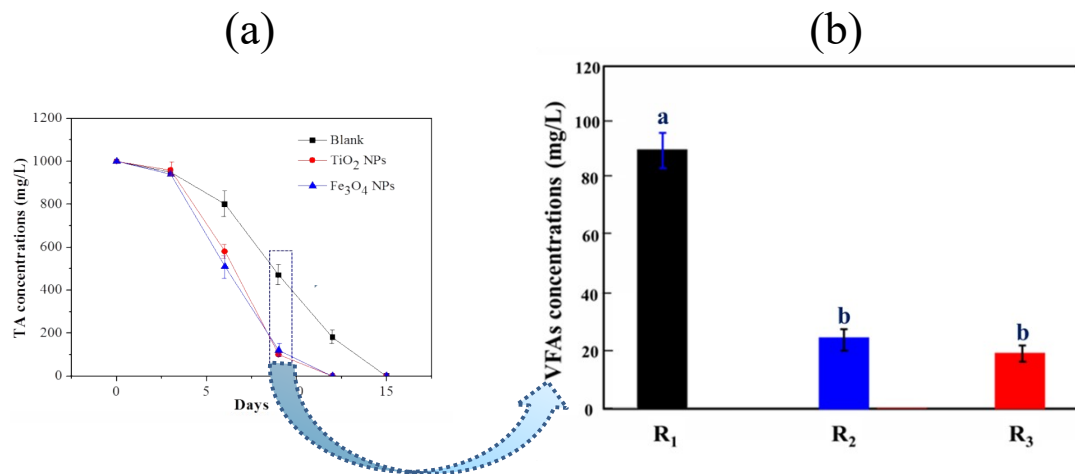 (a)
(b)
TA concentrations (mg/L)
1200
1000
800
600
400
200
0
Blank
TiO2 NPs
Fe3O4 NPs
0
5
10
15
Days
VFAs concentrations (mg/L)
120
100
80
60
40
20
0
a
b
b
R1
R2
R3